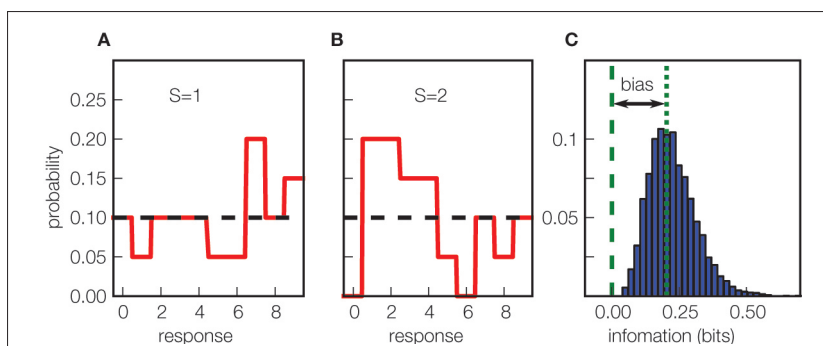 A
B
C
S=1
S=2
bias
probability
0.25
0.20
0.15
0.10
0.05
0.00
0.1
0.05
0 2 4 6 8
0 2 4 6 8
0.00 0.25 0.50
response
response
infomation (bits)